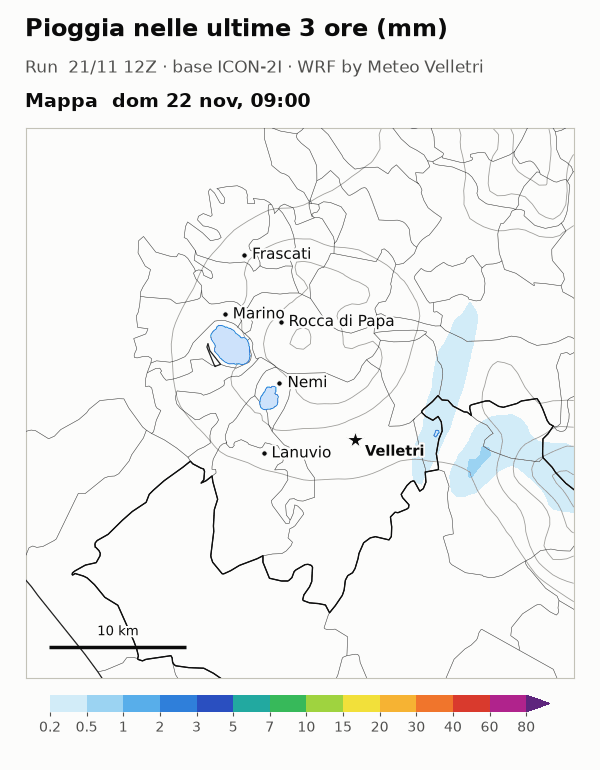 Pioggia nelle ultime 3 ore (mm)
Run  21/11 12Z · base ICON-2I · WRF by Meteo Velletri
Mappa  dom 22 nov, 09:00
Frascati
Marino
Rocca di Papa
Nemi
Velletri
Lanuvio
10 km
0.2 0.5 1 2 3 5 7 10 15 20 30 40 60 80